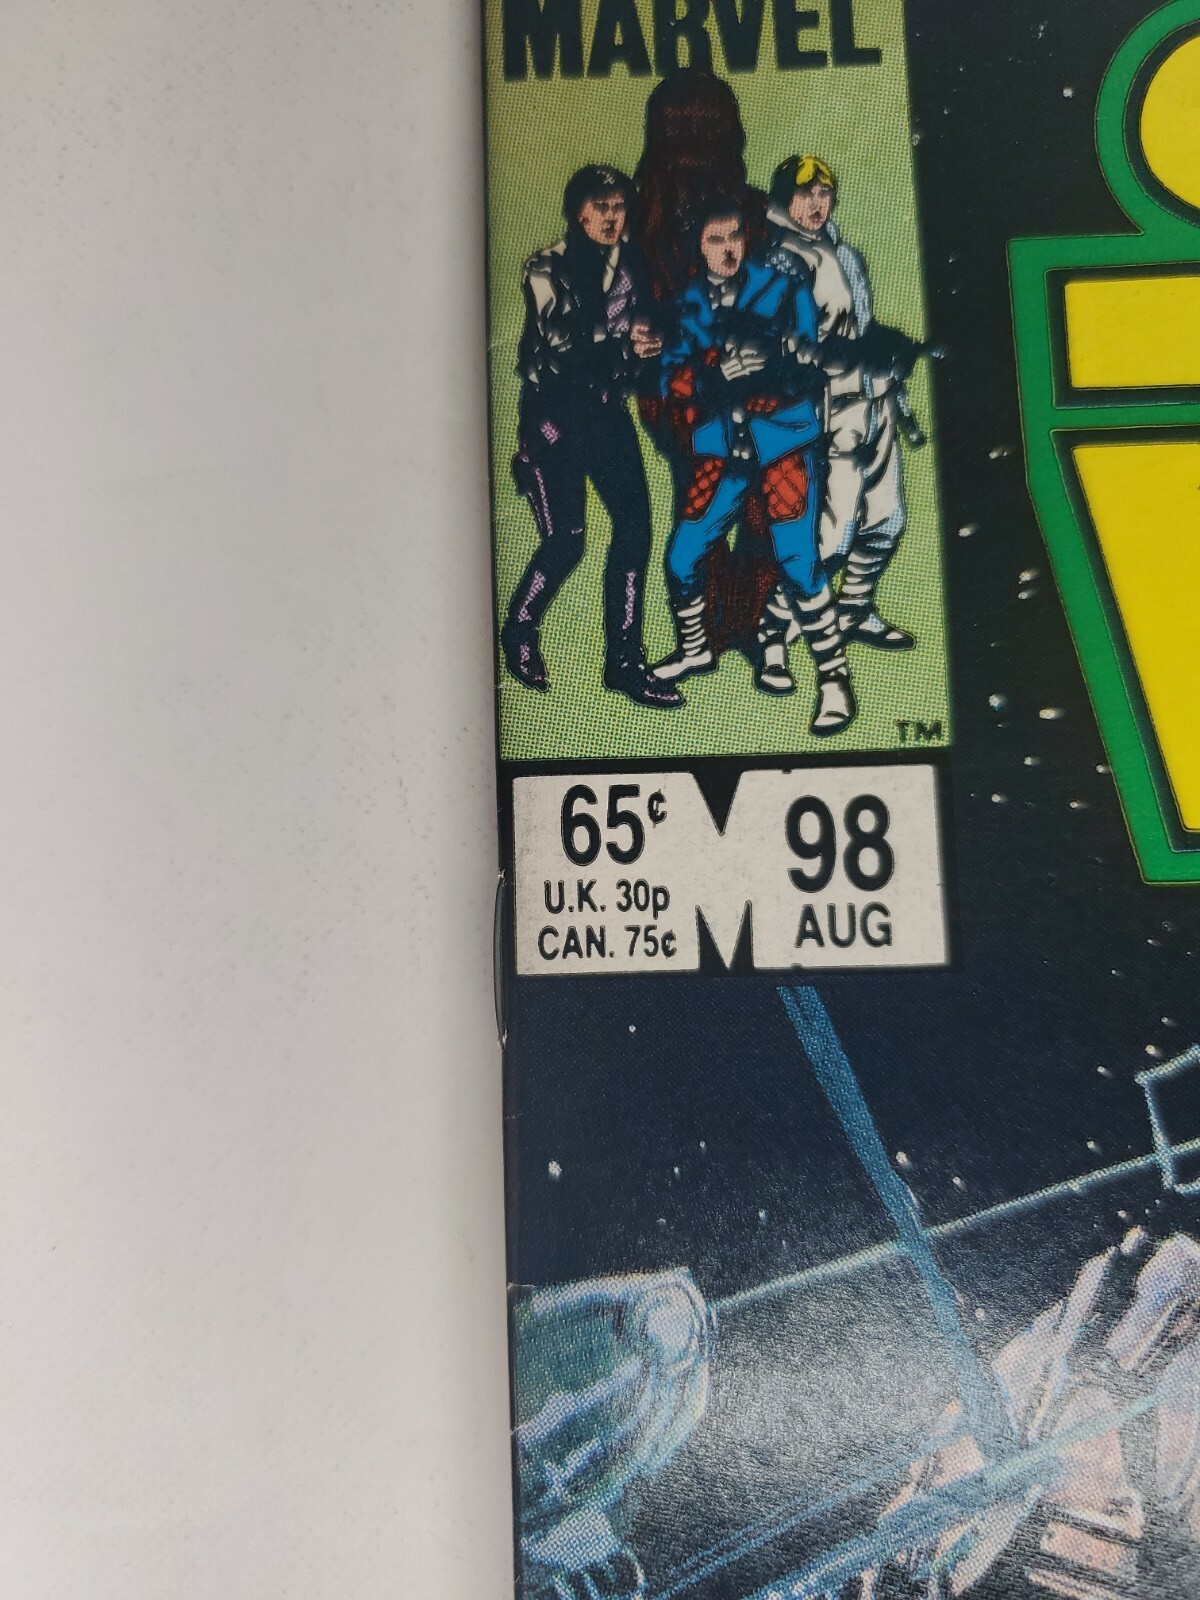 MARVEL
TM
65¢
U.K. 30p
CAN. 75¢
98
AUG